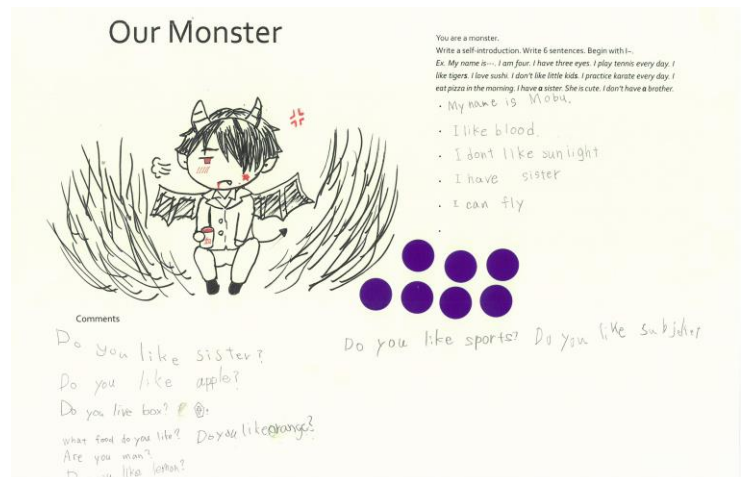 Our Monster
You are a monster.
Write a self-introduction. Write 6 sentences. Begin with I~.
Ex. My name is---. I am four. I have three eyes. I play tennis every day. I
like tigers. I love sushi. I don't like little kids. I practice karate every day. I
eat pizza in the morning. I have a sister. She is cute. I don't have a brother.
· My name is Mobu.
· I like blood.
· I dont like sunlight
· I have sister
· I can fly
·
Comments
Do you like sister?
Do you like sports? Do you like
Do you like apple?
Do you live box?
what food do you like? Do you like orange?
Are you man?
like